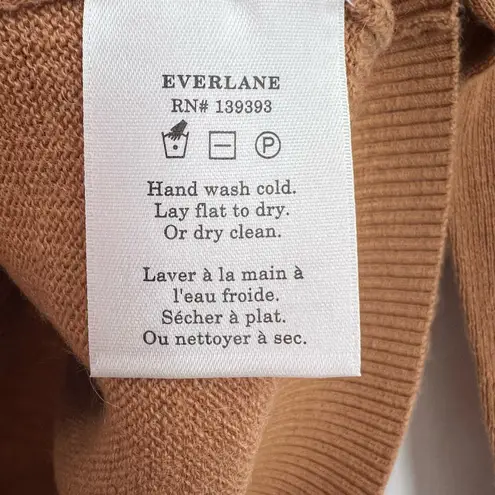 EVERLANE
RN# 139393
P
Hand wash cold.
Lay flat to dry.
Or dry clean.
Laver à la main à
l'eau froide.
Sécher à plat.
Ou nettoyer à sec.